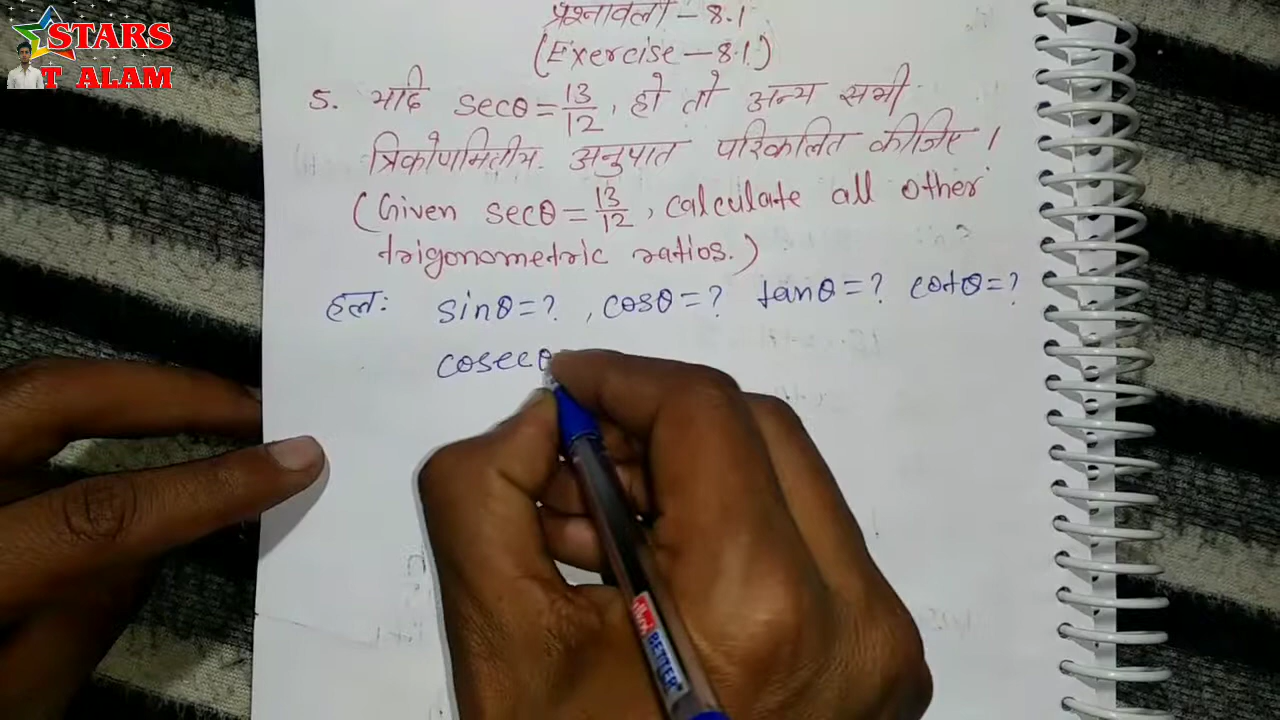 STARS
T ALAM
प्रश्नावली - 8.1
(Exercise - 8.1)
5. यदि secθ = 13/12, हो तो अन्य सभी
त्रिकोणमितीय अनुपात परिकलित कीजिए ।
(Given secθ = 13/12, calculate all other
trigonometric ratios.)
हल: sinθ = ? , cosθ = ? tanθ = ? cotθ = ?
cosecθ
BETTER